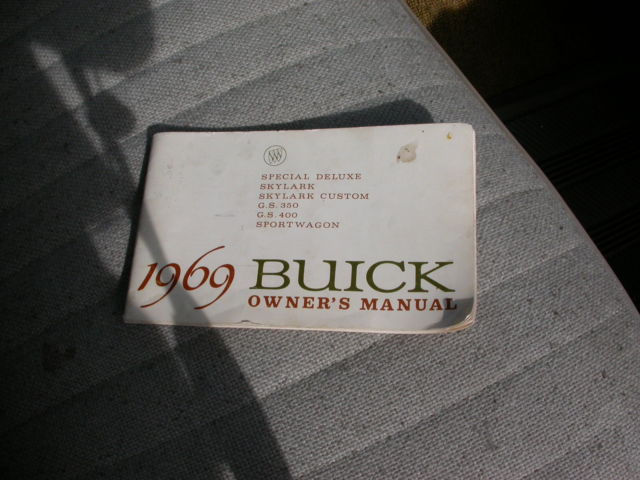 SPECIAL DELUXE
SKYLARK
SKYLARK CUSTOM
G.S. 350
G.S. 400
SPORTWAGON
1969 BUICK
OWNER'S MANUAL